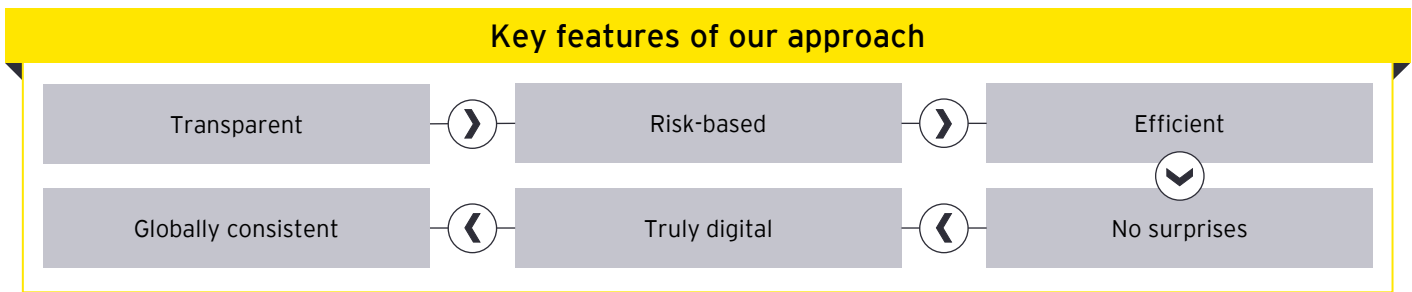 Key features of our approach
Transparent
Risk-based
Efficient
No surprises
Truly digital
Globally consistent